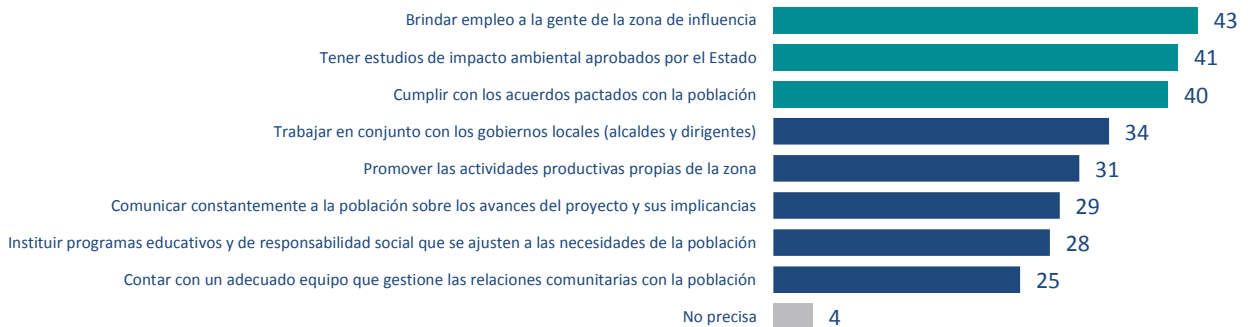 Brindar empleo a la gente de la zona de influencia 43
Tener estudios de impacto ambiental aprobados por el Estado 41
Cumplir con los acuerdos pactados con la población 40
Trabajar en conjunto con los gobiernos locales (alcaldes y dirigentes) 34
Promover las actividades productivas propias de la zona 31
Comunicar constantemente a la población sobre los avances del proyecto y sus implicancias 29
Instituir programas educativos y de responsabilidad social que se ajusten a las necesidades de la población 28
Contar con un adecuado equipo que gestione las relaciones comunitarias con la población 25
No precisa 4